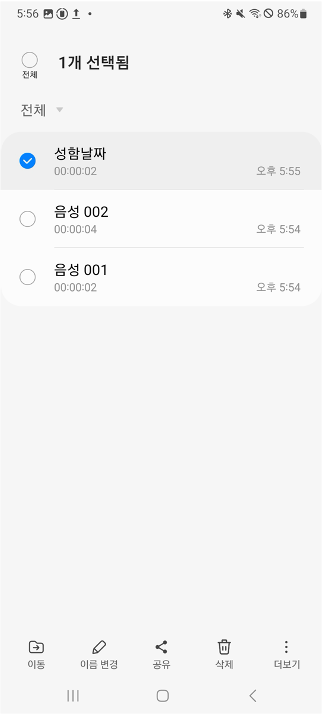 5:56 86%
전체
1개 선택됨
전체
성함날짜
00:00:02 오후 5:55
음성 002
00:00:04 오후 5:54
음성 001
00:00:02 오후 5:54
이동 이름 변경 공유 삭제 더보기